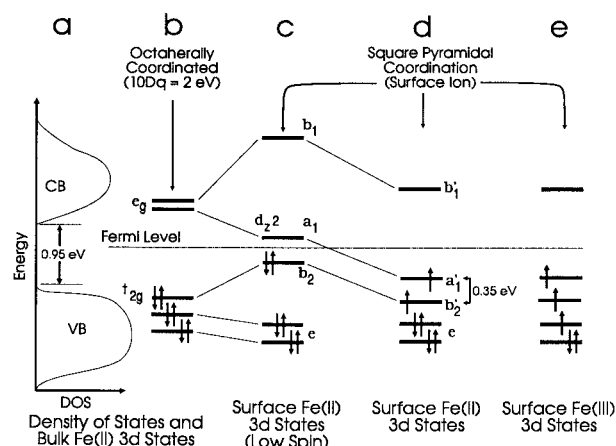 a
b
c
d
e
Octaherally
Coordinated
(10Dq = 2 eV)
Square Pyramidal
Coordination
(Surface Ion)
b1
b'1
CB
eg
dz2
a1
Fermi Level
Energy
0.95 eV
b2
a'1
0.35 eV
b'2
t2g
VB
e
e
DOS
Density of States and
Bulk Fe(II) 3d States
Surface Fe(II)
3d States
(Low Spin)
Surface Fe(II)
3d States
Surface Fe(III)
3d States